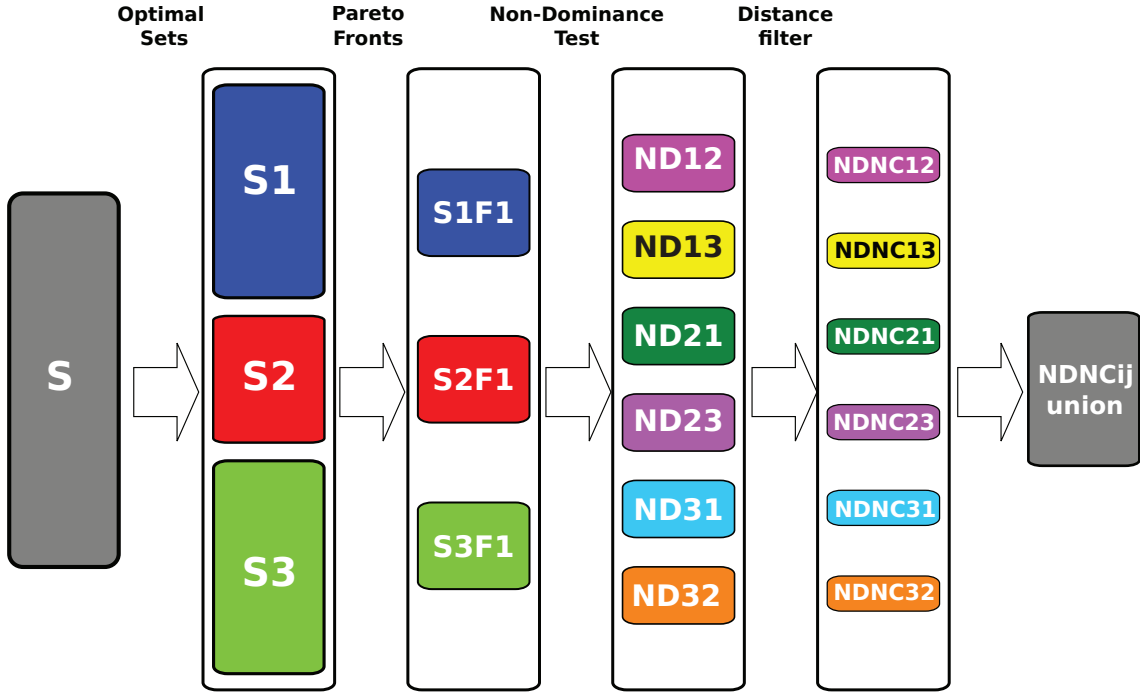 Optimal
Sets
Pareto
Fronts
Non-Dominance
Test
Distance
filter
S
S1
S2
S3
S1F1
S2F1
S3F1
ND12
ND13
ND21
ND23
ND31
ND32
NDNC12
NDNC13
NDNC21
NDNC23
NDNC31
NDNC32
NDNCij
union